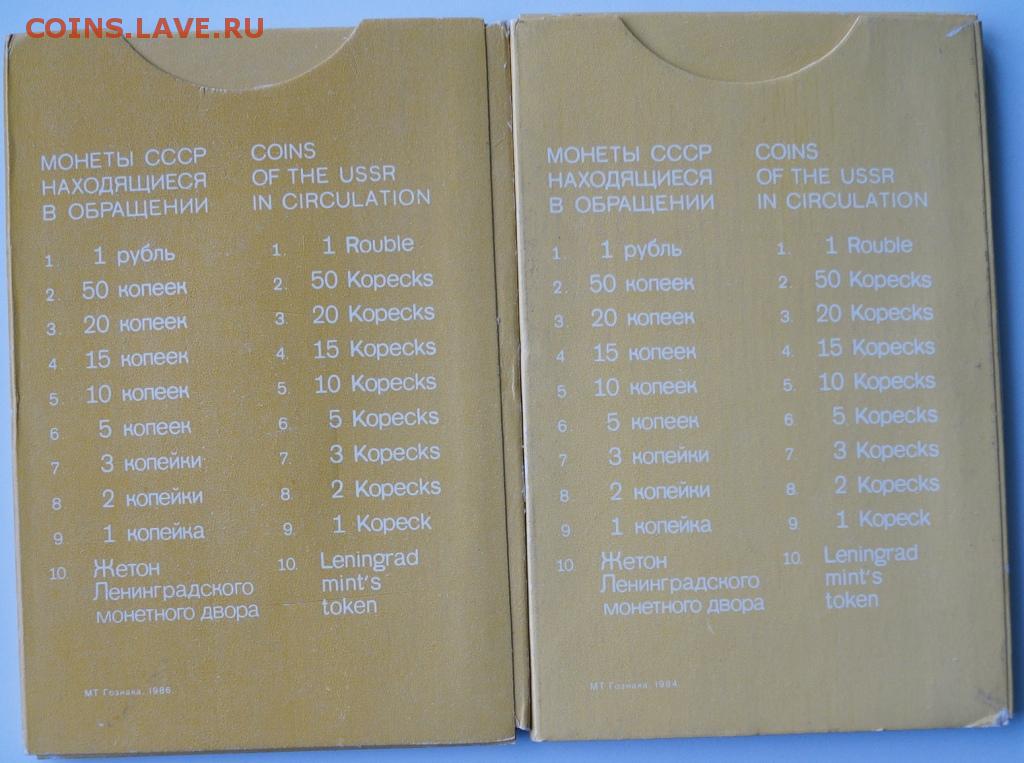 COINS.LAVE.RU
МОНЕТЫ СССР
НАХОДЯЩИЕСЯ
В ОБРАЩЕНИИ
1. 1 рубль
2. 50 копеек
3. 20 копеек
4 15 копеек
5 10 копеек
6 5 копеек
7 3 копейки
8 2 копейки
9 1 копейка
10. Жетон
Ленинградского
монетного двора
МТ Гознака. 1986
COINS
OF THE USSR
IN CIRCULATION
1. 1 Rouble
2. 50 Kopecks
3. 20 Kopecks
4. 15 Kopecks
5. 10 Kopecks
6. 5 Kopecks
7. 3 Kopecks
8 2 Kopecks
9. 1 Kopeck
10. Leningrad
mint's
token
МОНЕТЫ СССР
НАХОДЯЩИЕСЯ
В ОБРАЩЕНИИ
1. 1 рубль
2. 50 копеек
3. 20 копеек
4 15 копеек
5. 10 копеек
6. 5 копеек
7 3 копейки
8. 2 копейки
9 1 копейка
10. Жетон
Ленинградского
монетного двора
МТ Гознака. 1984
COINS
OF THE USSR
IN CIRCULATION
1. 1 Rouble
2. 50 Kopecks
3. 20 Kopecks
4. 15 Kopecks
5. 10 Kopecks
6. 5 Kopecks
7. 3 Kopecks
8. 2 Kopecks
9 1 Kopeck
10. Leningrad
mint's
token